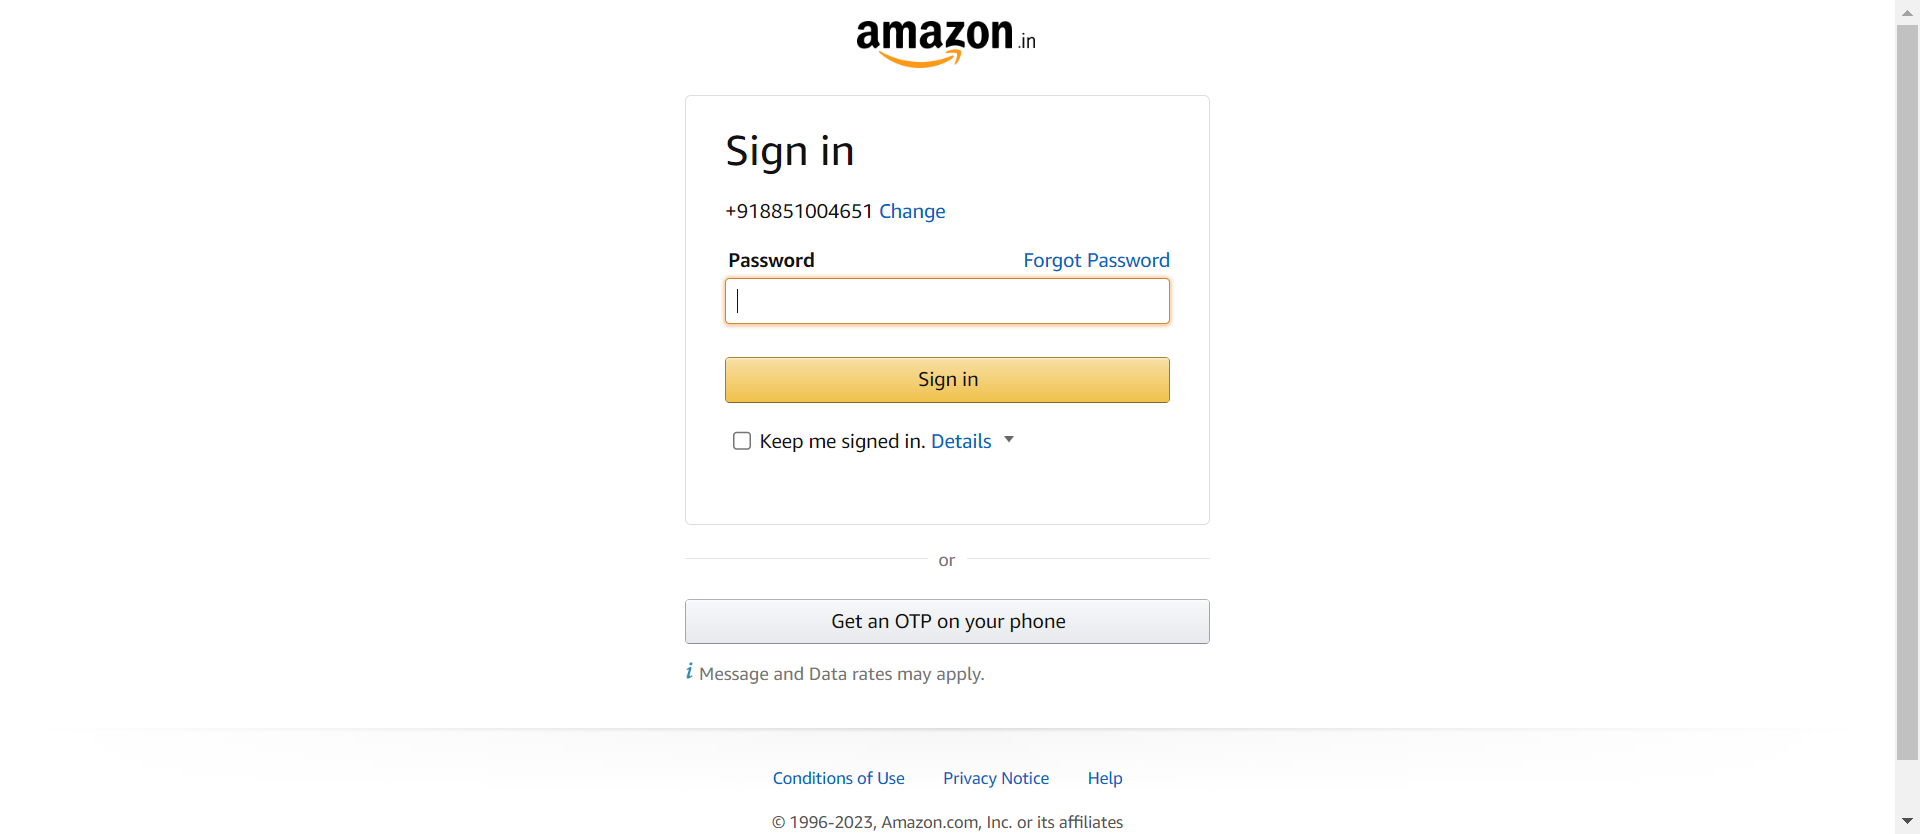 amazon.in
Sign in
+918851004651 Change
Password Forgot Password
Sign in
Keep me signed in. Details
or
Get an OTP on your phone
i Message and Data rates may apply.
Conditions of Use Privacy Notice Help
© 1996-2023, Amazon.com, Inc. or its affiliates